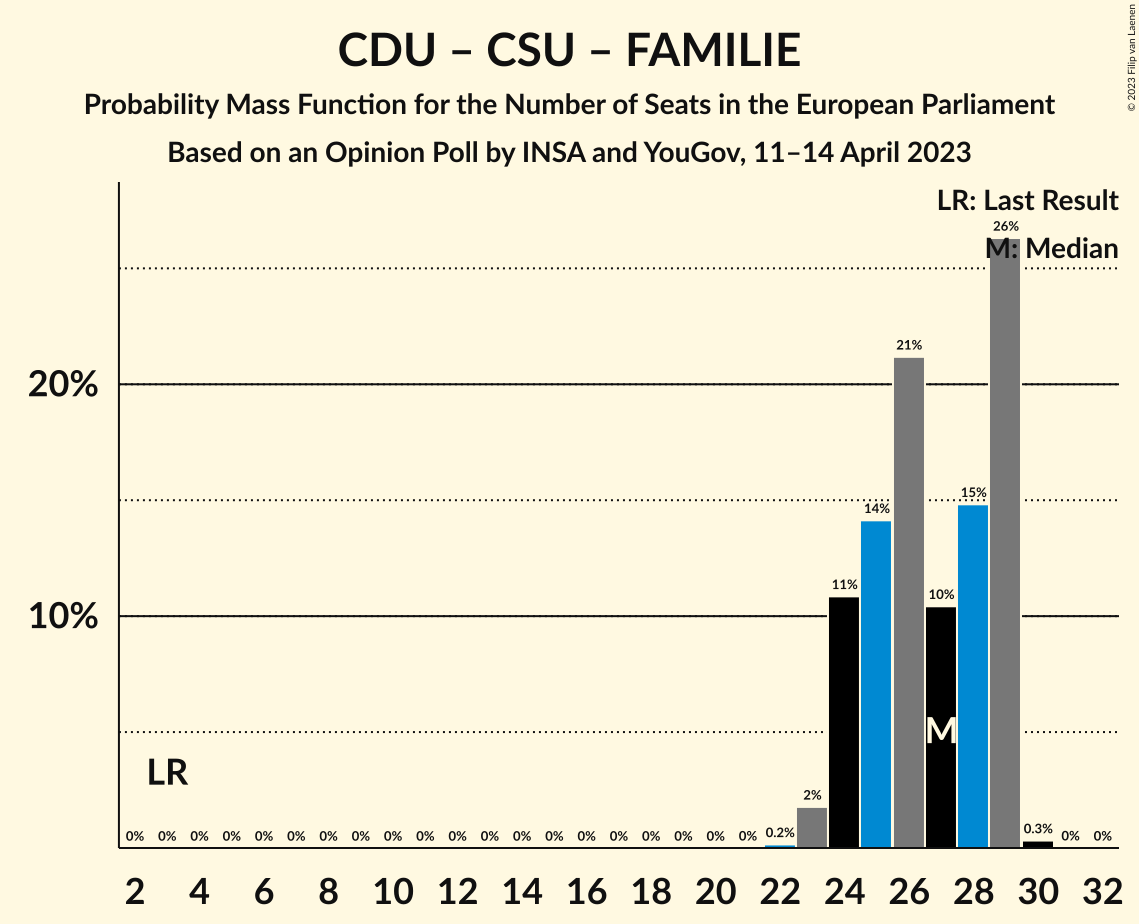 CDU – CSU – FAMILIE
Probability Mass Function for the Number of Seats in the European Parliament
Based on an Opinion Poll by INSA and YouGov, 11–14 April 2023
© 2023 Filip van Laenen
LR: Last Result
M: Median
20%
10%
LR
M
0% 0% 0% 0% 0% 0% 0% 0% 0% 0% 0% 0% 0% 0% 0% 0% 0% 0% 0% 0% 0.2% 2% 11% 14% 21% 10% 15% 26% 0.3% 0% 0%
2 4 6 8 10 12 14 16 18 20 22 24 26 28 30 32